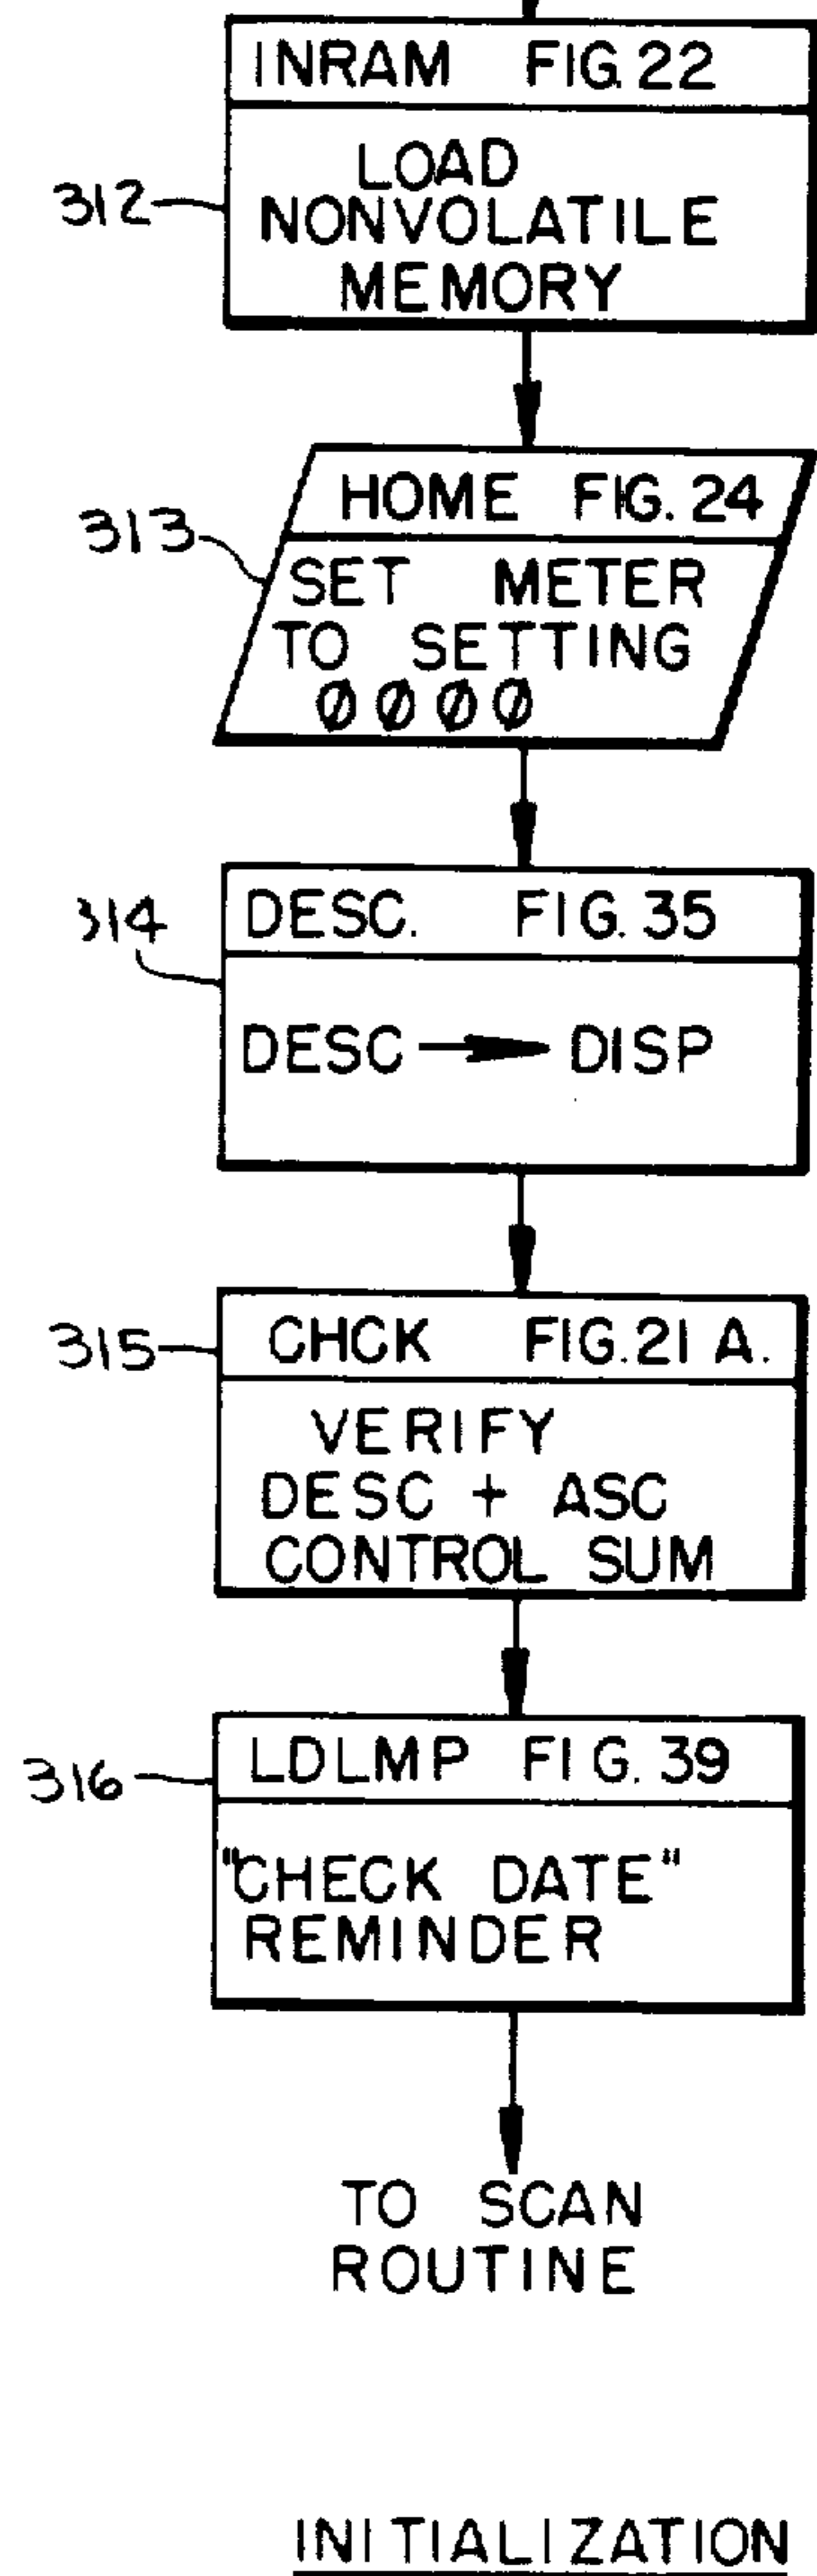 INRAM FIG. 22
312
LOAD
NONVOLATILE
MEMORY
HOME FIG. 24
313
SET METER
TO SETTING
0000
314
DESC. FIG. 35
DESC → DISP
315
CHCK FIG. 21 A.
VERIFY
DESC + ASC
CONTROL SUM
316
LDLMP FIG. 39
"CHECK DATE"
REMINDER
TO SCAN
ROUTINE
INITIALIZATION